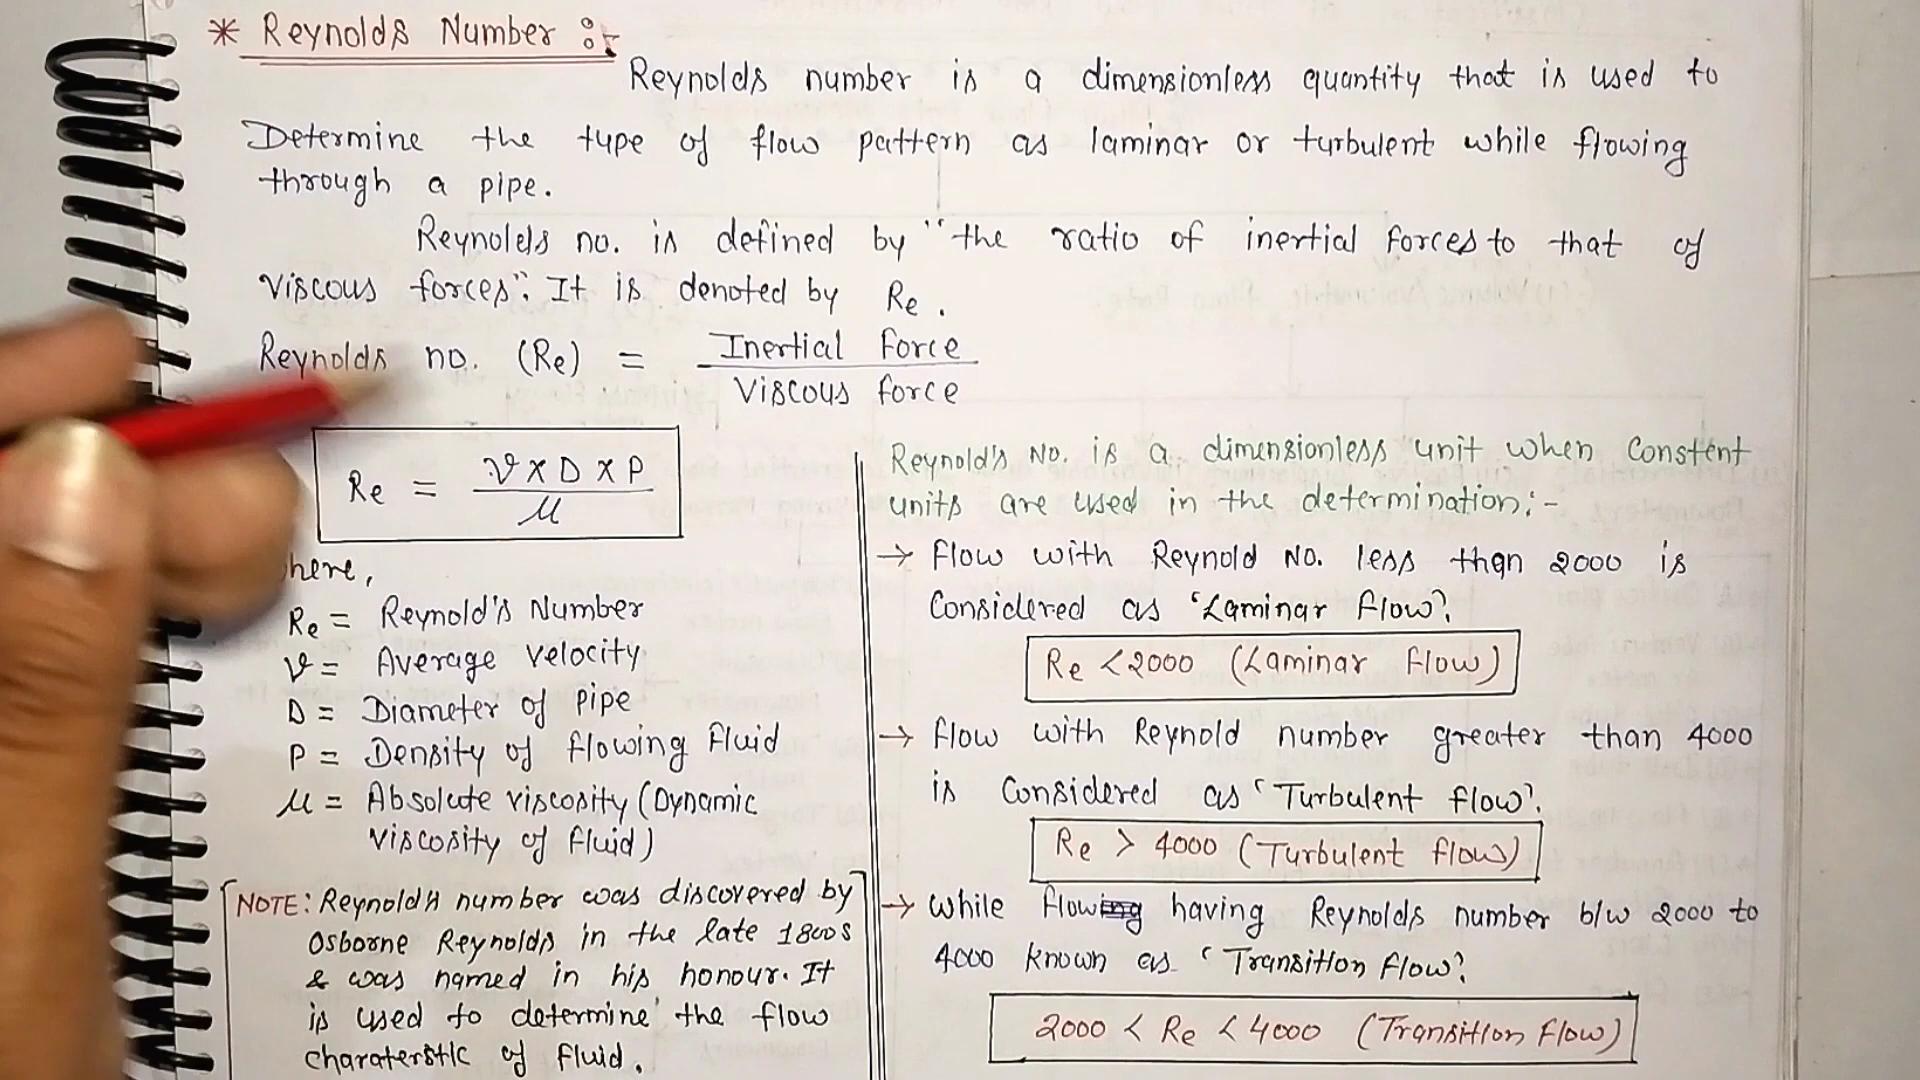 * Reynolds Number :-
Reynolds number is a dimensionless quantity that is used to
Determine the type of flow pattern as laminar or turbulent while flowing
through a pipe.
Reynolds no. is defined by "the ratio of inertial forces to that of
viscous forces". It is denoted by Re.
Reynolds no. (Re) = Inertial force
Viscous force
Re = v x D x P
μ
here,
Re = Reynold's Number
v = Average velocity
D = Diameter of Pipe
P = Density of flowing fluid
μ = Absolute viscosity (Dynamic
viscosity of fluid)
NOTE: Reynolds number was discovered by
Osborne Reynolds in the late 1800s
& was named in his honour. It
is used to determine the flow
charateristic of fluid.
Reynold's No. is a dimensionless unit when Constent
units are used in the determination:-
→ flow with Reynold No. less than 2000 is
Considered as 'Laminar flow'.
Re < 2000 (Laminar flow)
→ flow with Reynold number greater than 4000
is Considered as 'Turbulent flow'.
Re > 4000 (Turbulent flow)
→ While flow having Reynolds number b/w 2000 to
4000 known as 'Transition flow'.
2000 < Re < 4000 (Transition flow)